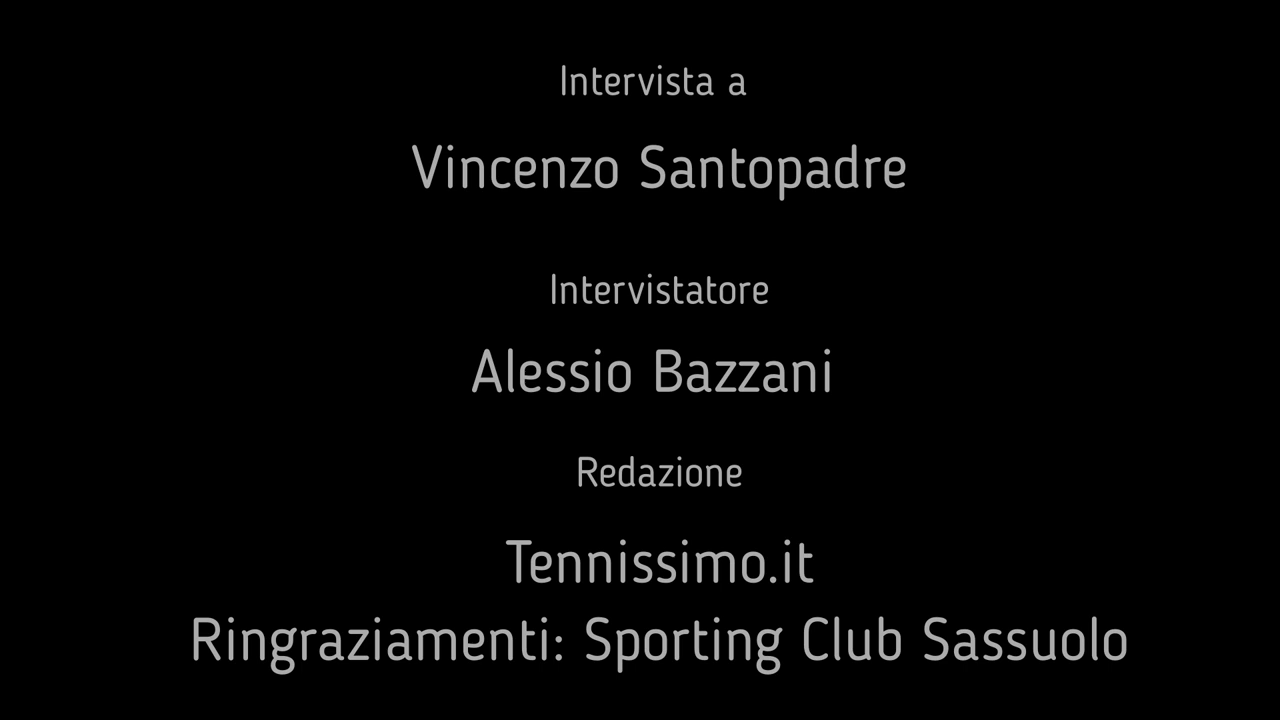 Intervista a
Vincenzo Santopadre
Intervistatore
Alessio Bazzani
Redazione
Tennissimo.it
Ringraziamenti: Sporting Club Sassuolo